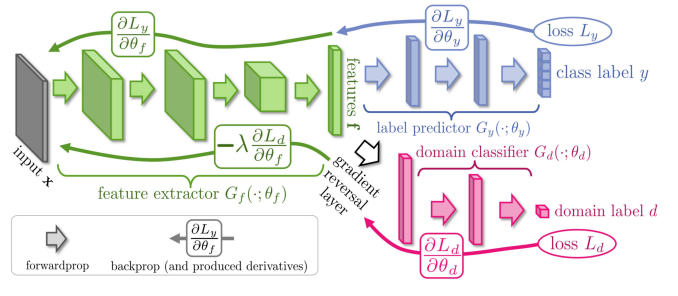 ∂L_y/∂θ_f
∂L_y/∂θ_y
loss L_y
class label y
features f
label predictor G_y(·; θ_y)
−λ ∂L_d/∂θ_f
input x
feature extractor G_f(·; θ_f)
gradient
reversal
layer
domain classifier G_d(·; θ_d)
domain label d
∂L_d/∂θ_d
loss L_d
forwardprop
∂L_y/∂θ_f
backprop (and produced derivatives)